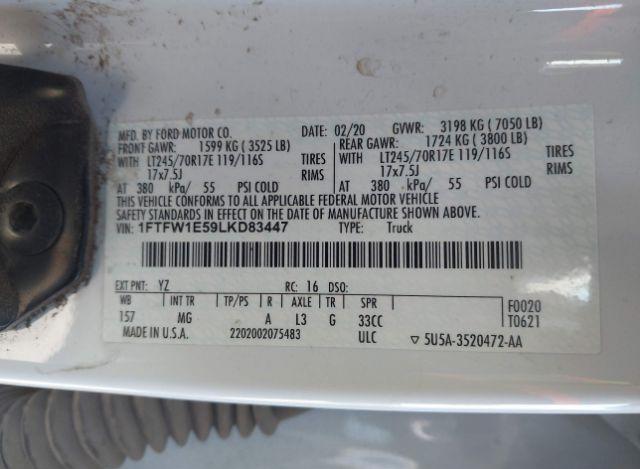 MFD. BY FORD MOTOR CO. DATE: 02/20 GVWR: 3198 KG ( 7050 LB)
FRONT GAWR: 1599 KG ( 3525 LB) REAR GAWR: 1724 KG ( 3800 LB)
WITH LT245/70R17E 119/116S TIRES WITH LT245/70R17E 119/116S TIRES
17x7.5J RIMS 17x7.5J RIMS
AT 380 kPa/ 55 PSI COLD AT 380 kPa/ 55 PSI COLD
THIS VEHICLE CONFORMS TO ALL APPLICABLE FEDERAL MOTOR VEHICLE
SAFETY STANDARDS IN EFFECT ON THE DATE OF MANUFACTURE SHOWN ABOVE.
VIN: 1FTFW1E59LKD83447 TYPE: Truck
EXT PNT: YZ RC: 16 DSO:
WB INT TR TP/PS R AXLE TR SPR F0020
157 MG A L3 G 33CC T0621
MADE IN U.S.A. 2202002075483 ULC ▽ 5U5A-3520472-AA